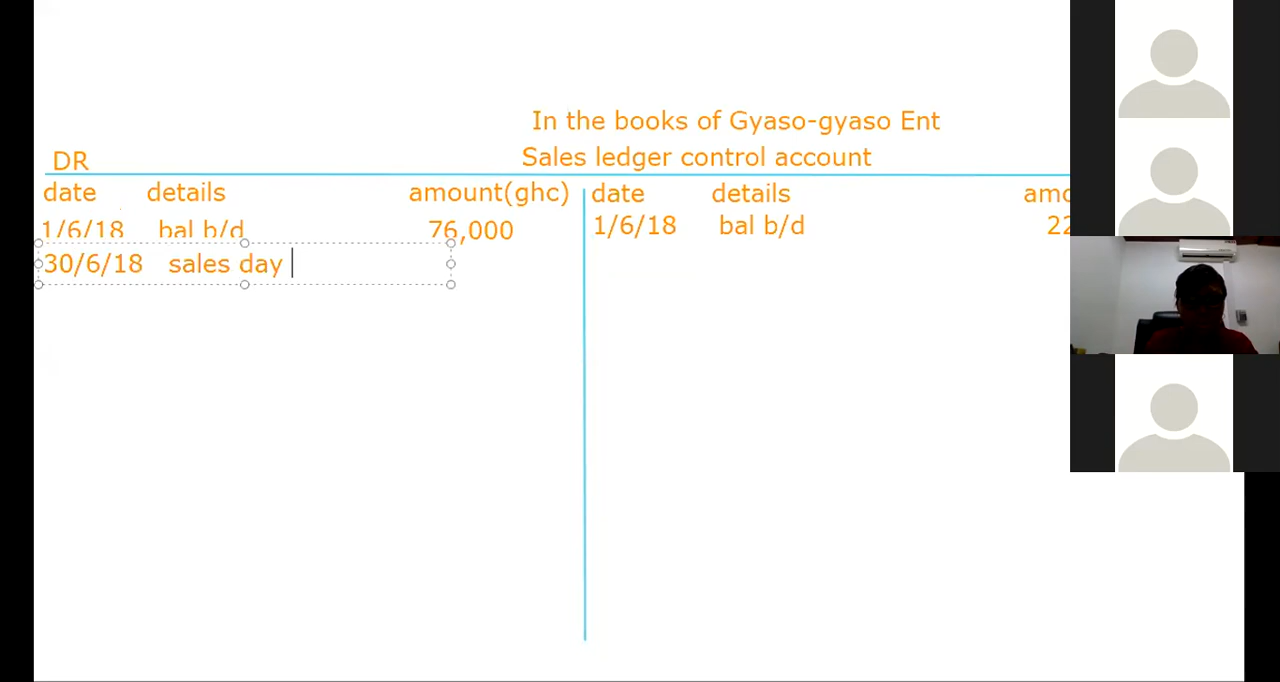 In the books of Gyaso-gyaso Ent
DR Sales ledger control account
date details amount(ghc) date details
1/6/18 bal b/d 76,000 1/6/18 bal b/d
30/6/18 sales day